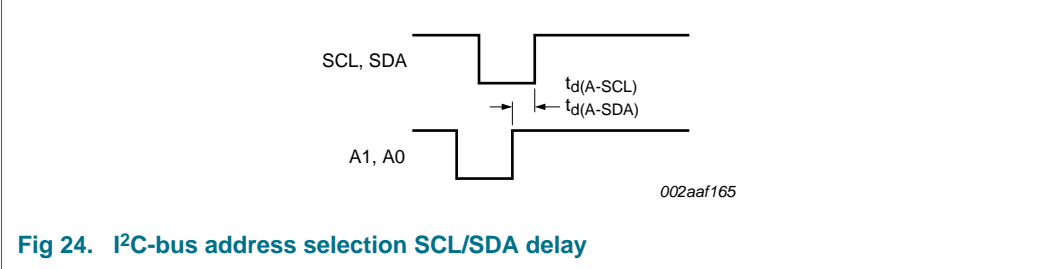 SCL, SDA
td(A-SCL)
td(A-SDA)
A1, A0
002aaf165
Fig 24. I²C-bus address selection SCL/SDA delay